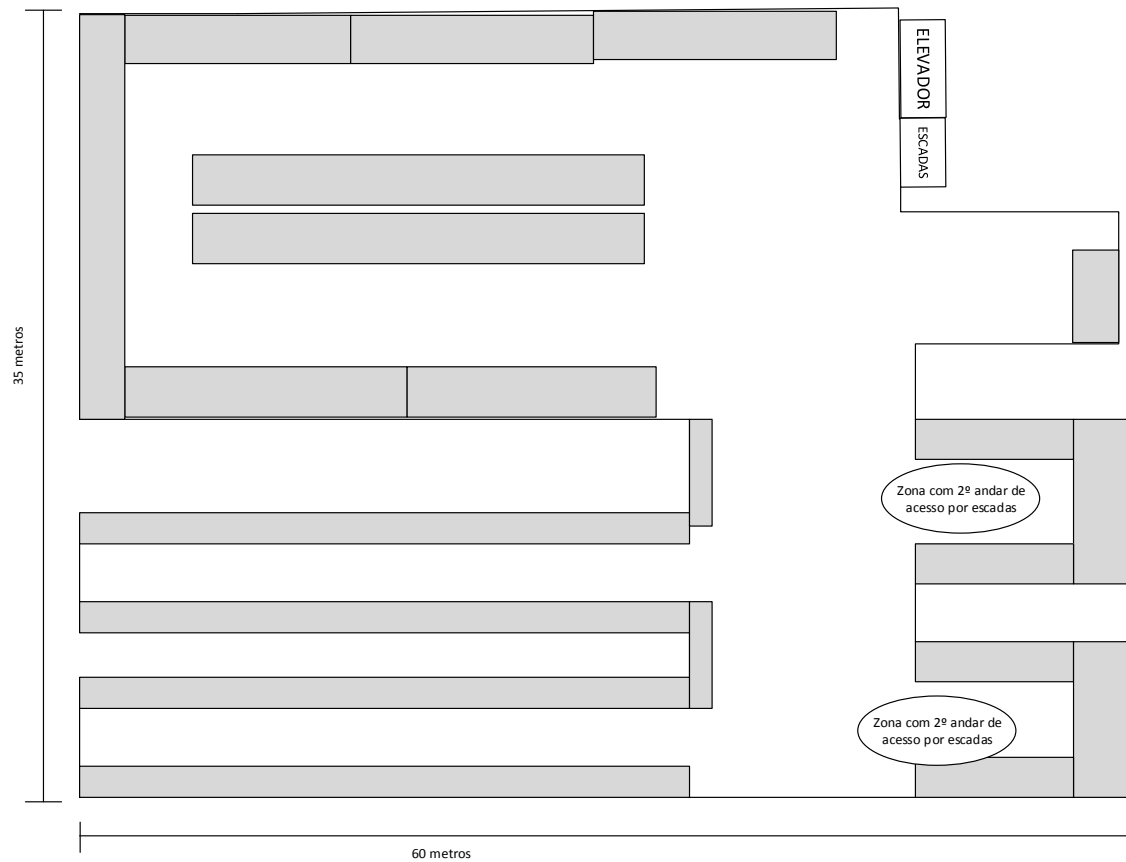 ELEVADOR
ESCADAS
35 metros
Zona com 2º andar de
acesso por escadas
Zona com 2º andar de
acesso por escadas
60 metros